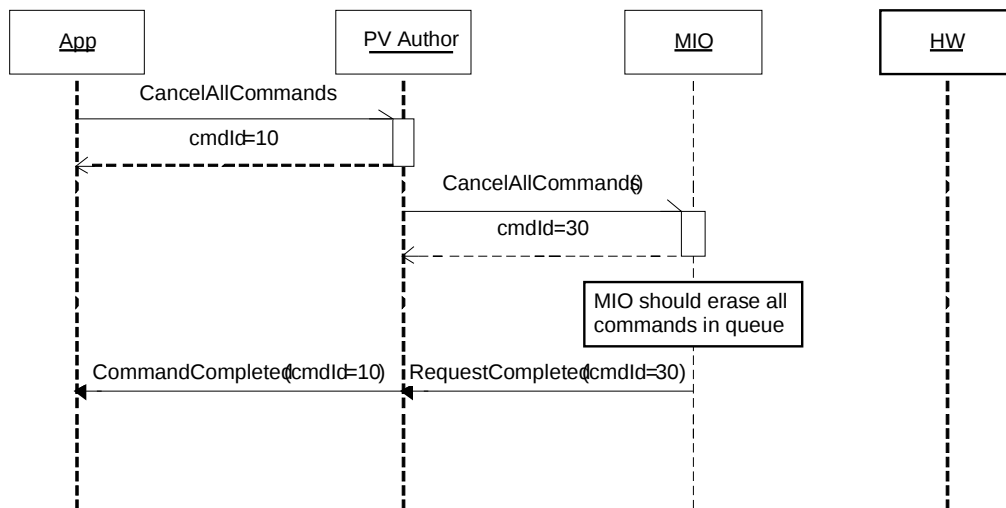 App
PV Author
MIO
HW
CancelAllCommands
cmdId=10
CancelAllCommands()
cmdId=30
MIO should erase all
commands in queue
CommandCompleted(cmdId=10)
RequestCompleted(cmdId=30)